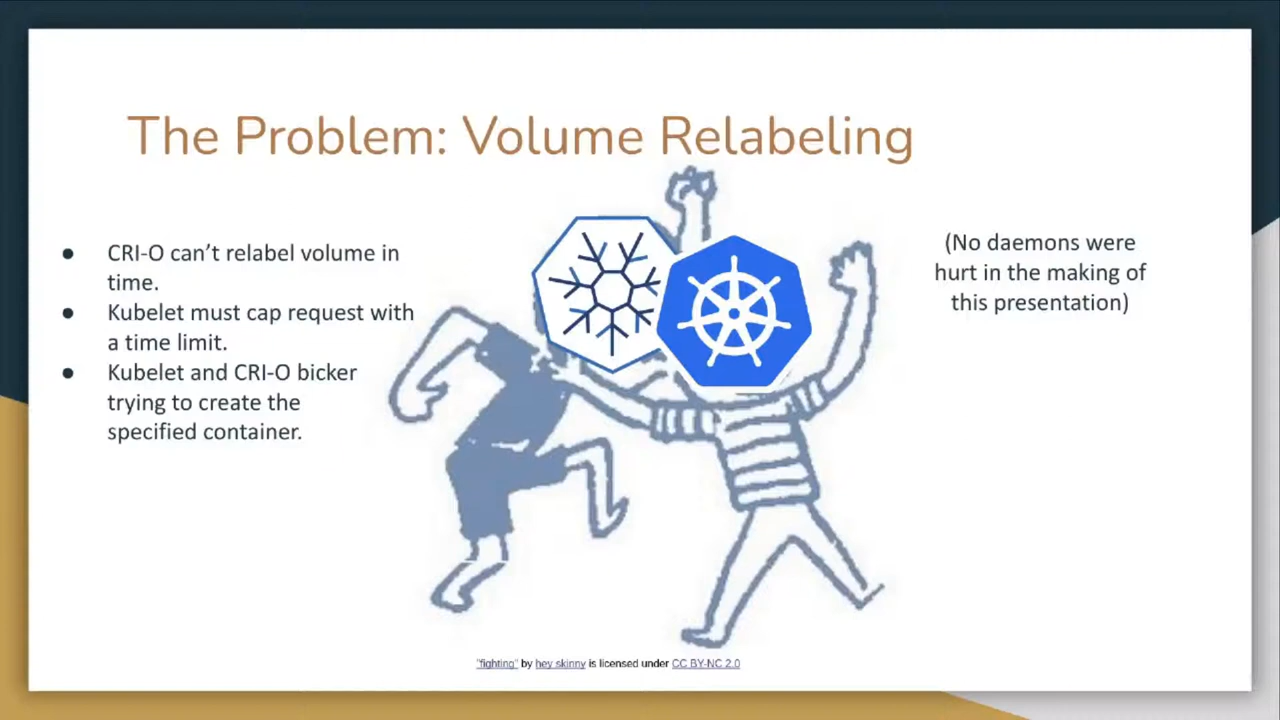 The Problem: Volume Relabeling
● CRI-O can’t relabel volume in
time.
● Kubelet must cap request with
a time limit.
● Kubelet and CRI-O bicker
trying to create the
specified container.
(No daemons were
hurt in the making of
this presentation)
"fighting" by hey skinny is licensed under CC BY-NC 2.0